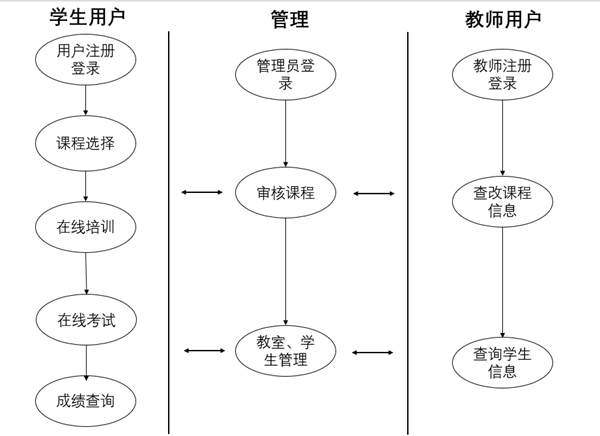 学生用户
管理
教师用户
用户注册
登录
课程选择
在线培训
在线考试
成绩查询
管理员登
录
审核课程
教室、学
生管理
教师注册
登录
查改课程
信息
查询学生
信息